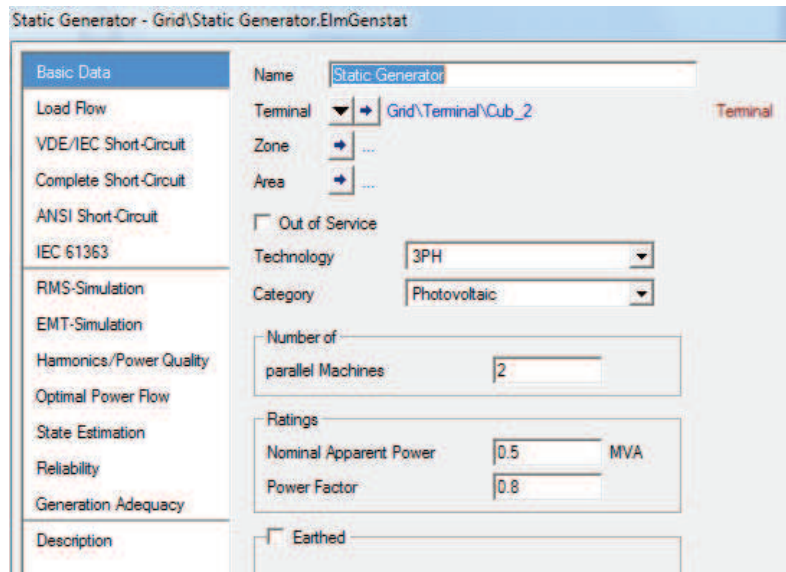 Static Generator - Grid\Static Generator.ElmGenstat
Basic Data
Load Flow
VDE/IEC Short-Circuit
Complete Short-Circuit
ANSI Short-Circuit
IEC 61363
RMS-Simulation
EMT-Simulation
Harmonics/Power Quality
Optimal Power Flow
State Estimation
Reliability
Generation Adequacy
Description
Name Static Generator
Terminal Grid\Terminal\Cub_2 Terminal
Zone ...
Area ...
Out of Service
Technology 3PH
Category Photovoltaic
Number of
parallel Machines 2
Ratings
Nominal Apparent Power 0.5 MVA
Power Factor 0.8
Earthed